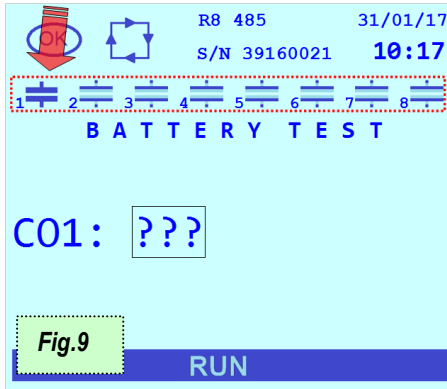 OK
R8 485 31/01/17
S/N 39160021 10:17
1 2 3 4 5 6 7 8
BATTERY TEST
CO1: ???
Fig.9
RUN